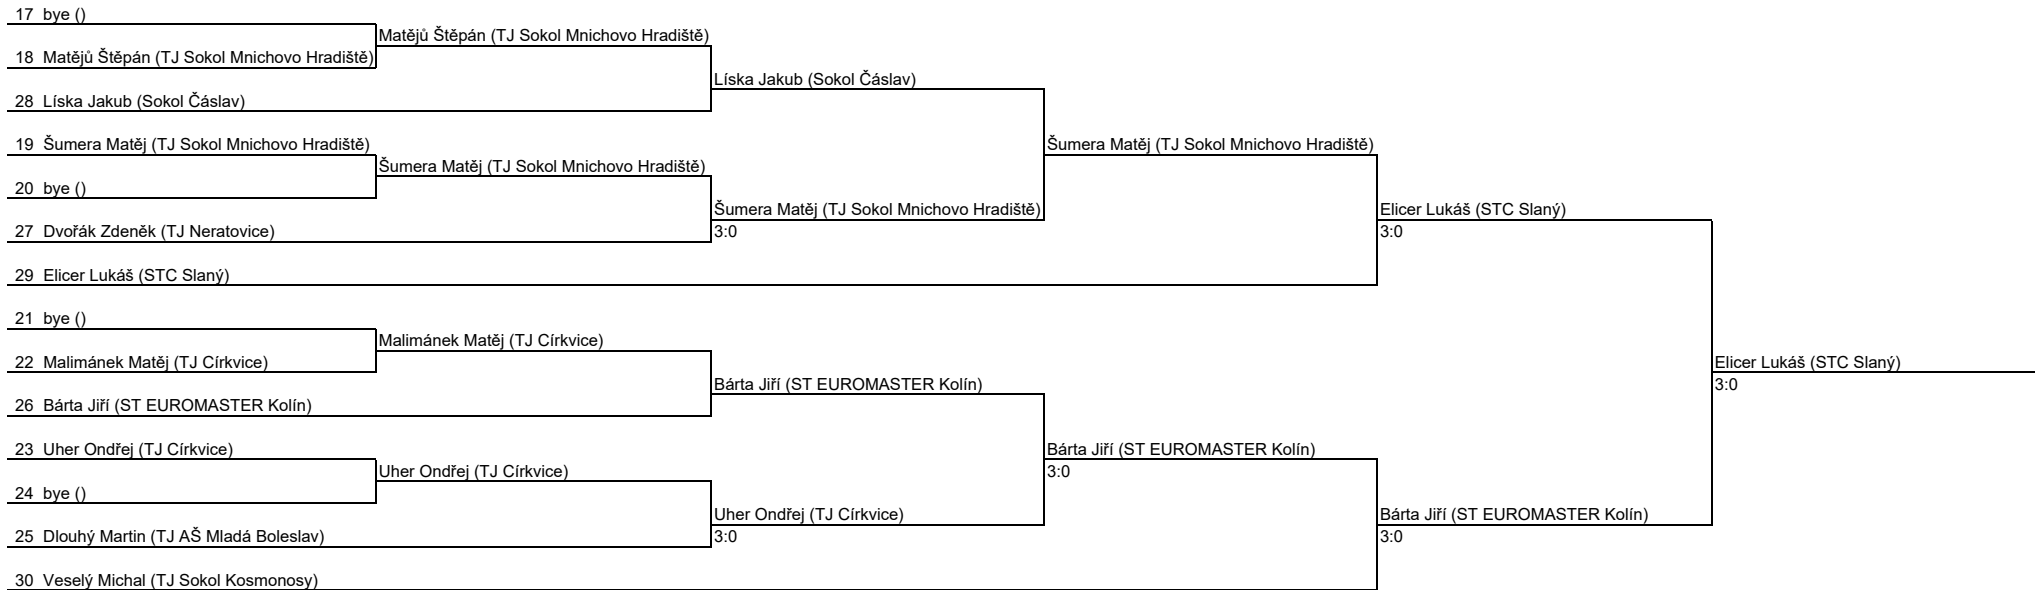 17 bye ()
Matějů Štěpán (TJ Sokol Mnichovo Hradiště)
18 Matějů Štěpán (TJ Sokol Mnichovo Hradiště)
Líska Jakub (Sokol Čáslav)
28 Líska Jakub (Sokol Čáslav)
19 Šumera Matěj (TJ Sokol Mnichovo Hradiště)
Šumera Matěj (TJ Sokol Mnichovo Hradiště)
Šumera Matěj (TJ Sokol Mnichovo Hradiště)
20 bye ()
Šumera Matěj (TJ Sokol Mnichovo Hradiště)
Elicer Lukáš (STC Slaný)
27 Dvořák Zdeněk (TJ Neratovice)
3:0
3:0
29 Elicer Lukáš (STC Slaný)
21 bye ()
Malimánek Matěj (TJ Církvice)
22 Malimánek Matěj (TJ Církvice)
Elicer Lukáš (STC Slaný)
Bárta Jiří (ST EUROMASTER Kolín)
3:0
26 Bárta Jiří (ST EUROMASTER Kolín)
23 Uher Ondřej (TJ Církvice)
Bárta Jiří (ST EUROMASTER Kolín)
Uher Ondřej (TJ Církvice)
3:0
24 bye ()
Uher Ondřej (TJ Církvice)
Bárta Jiří (ST EUROMASTER Kolín)
25 Dlouhý Martin (TJ AŠ Mladá Boleslav)
3:0
3:0
30 Veselý Michal (TJ Sokol Kosmonosy)